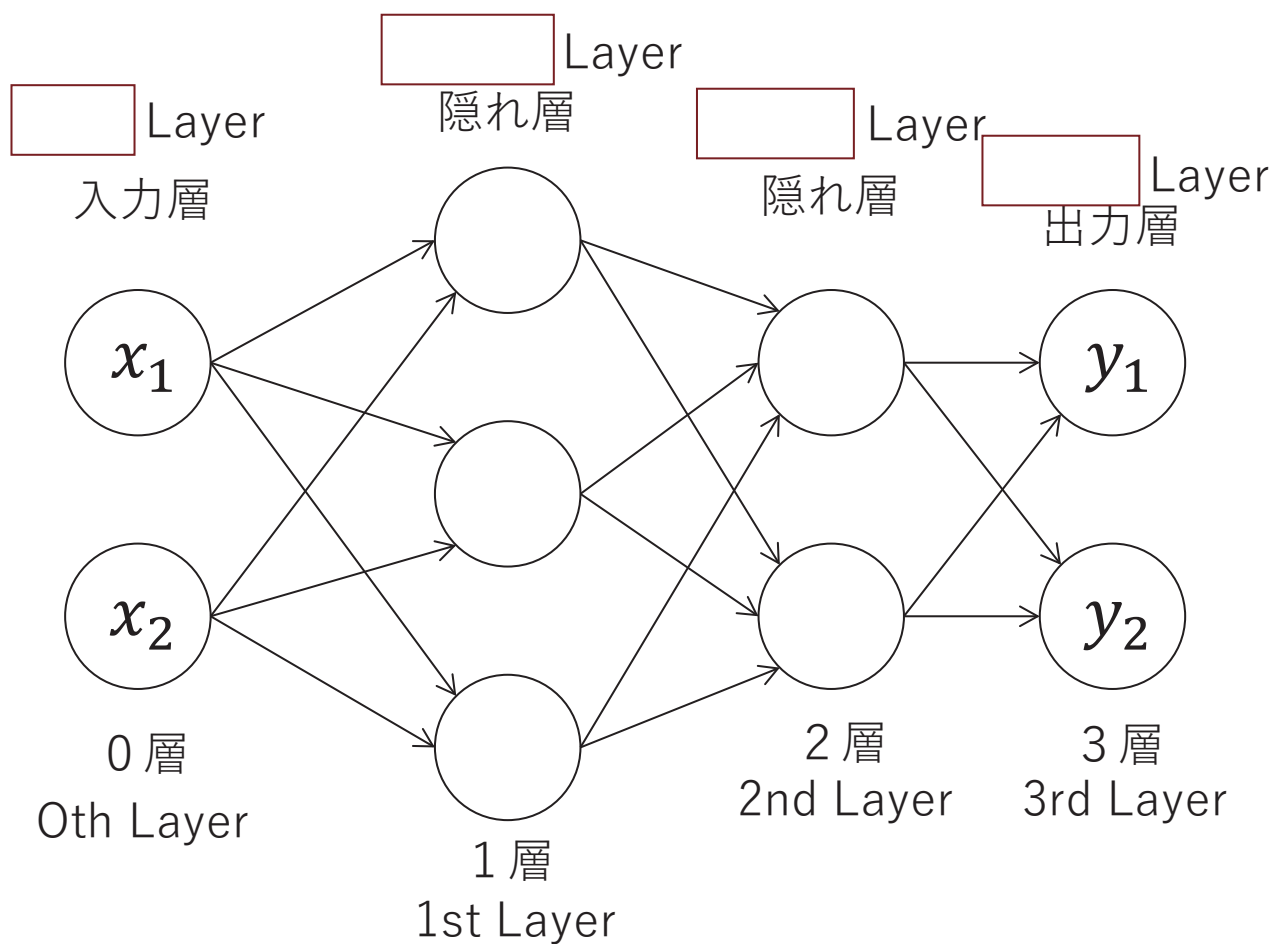 Layer
入力層
Layer
隠れ層
Layer
隠れ層
Layer
出力層
x₁
x₂
y₁
y₂
0 層
0th Layer
1 層
1st Layer
2 層
2nd Layer
3 層
3rd Layer